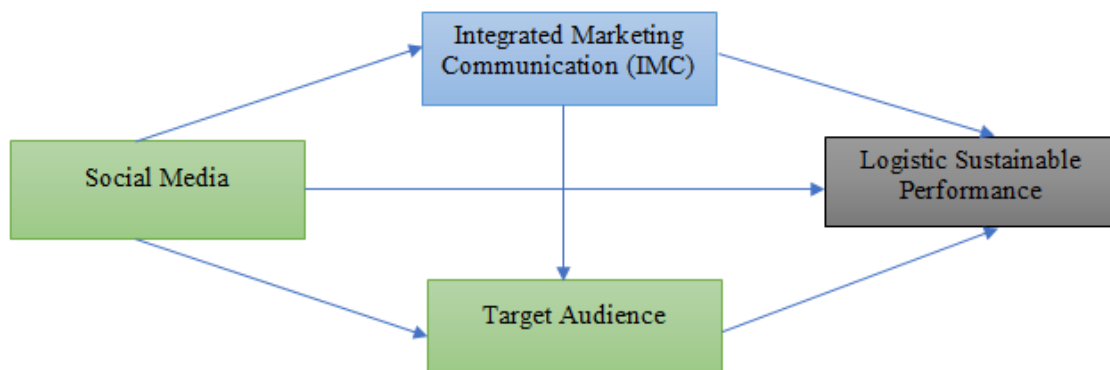 Integrated Marketing
Communication (IMC)
Social Media
Logistic Sustainable
Performance
Target Audience